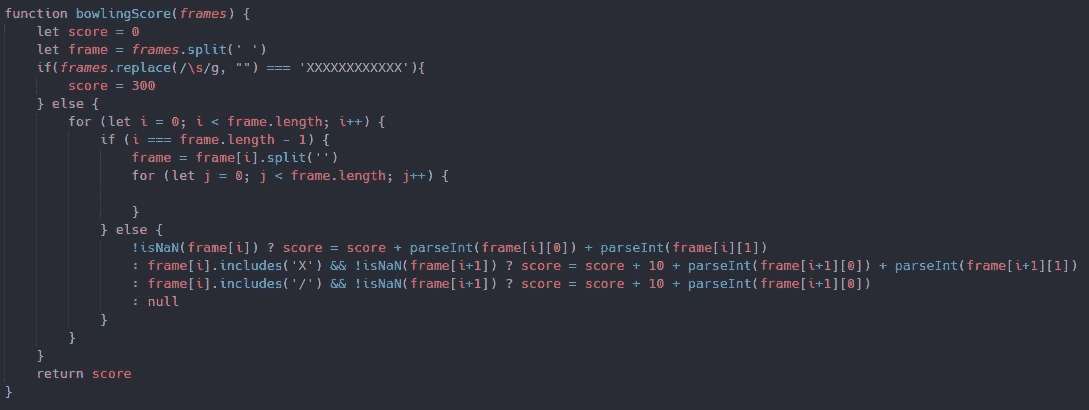 function bowlingScore(frames) {
    let score = 0
    let frame = frames.split(' ')
    if(frames.replace(/\s/g, "") === 'XXXXXXXXXXXX'){
        score = 300
    } else {
        for (let i = 0; i < frame.length; i++) {
            if (i === frame.length - 1) {
                frame = frame[i].split('')
                for (let j = 0; j < frame.length; j++) {

                }
            } else {
                !isNaN(frame[i]) ? score = score + parseInt(frame[i][0]) + parseInt(frame[i][1])
                : frame[i].includes('X') && !isNaN(frame[i+1]) ? score = score + 10 + parseInt(frame[i+1][0]) + parseInt(frame[i+1][1])
                : frame[i].includes('/') && !isNaN(frame[i+1]) ? score = score + 10 + parseInt(frame[i+1][0])
                : null
            }
        }
    }
    return score
}